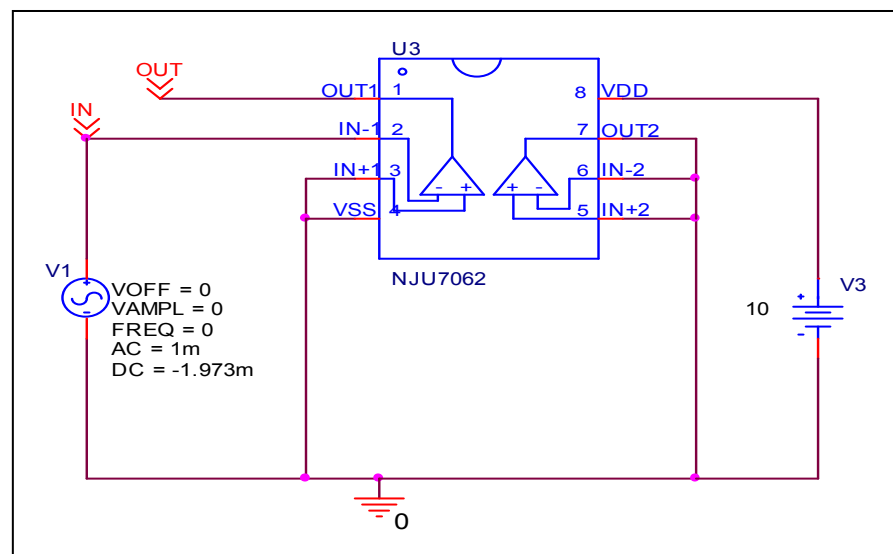 U3
OUT
OUT1 1 8 VDD
IN
IN-1 2 7 OUT2
IN+1 3 6 IN-2
VSS 4 5 IN+2
- + + -
NJU7062
V1
VOFF = 0
VAMPL = 0
FREQ = 0
AC = 1m
DC = -1.973m
+
-
V3
10
+
-
0